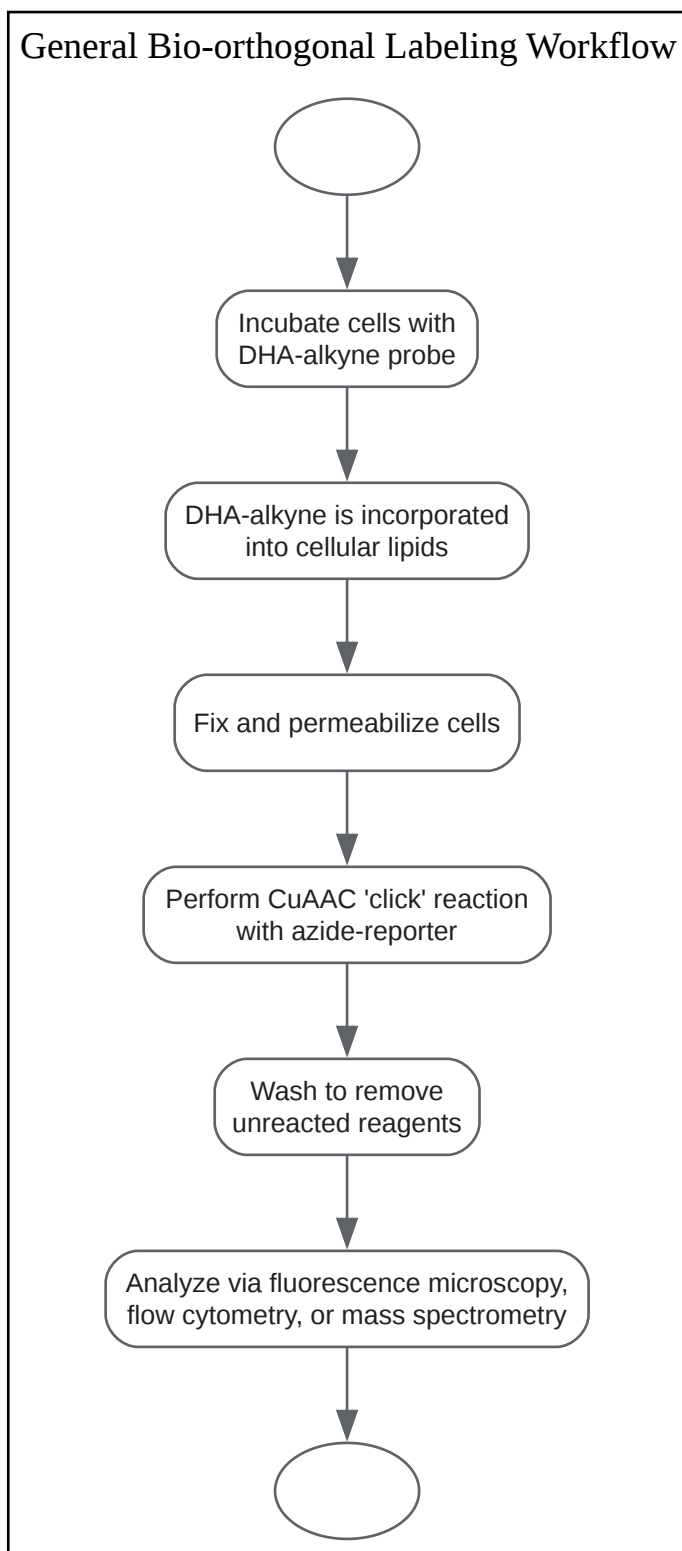 General Bio-orthogonal Labeling Workflow
Incubate cells with
DHA-alkyne probe
DHA-alkyne is incorporated
into cellular lipids
Fix and permeabilize cells
Perform CuAAC 'click' reaction
with azide-reporter
Wash to remove
unreacted reagents
Analyze via fluorescence microscopy,
flow cytometry, or mass spectrometry